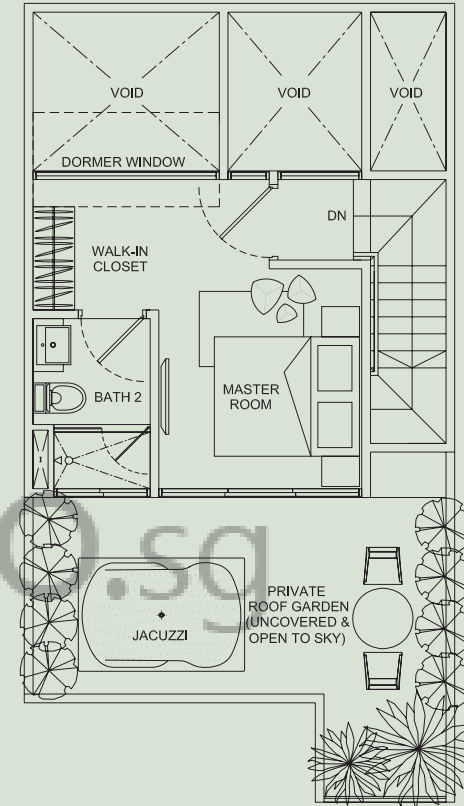 VOID
VOID
VOID
DORMER WINDOW
DN
WALK-IN
CLOSET
MASTER
ROOM
BATH 2
O.sg
PRIVATE
ROOF GARDEN
(UNCOVERED &
OPEN TO SKY)
JACUZZI